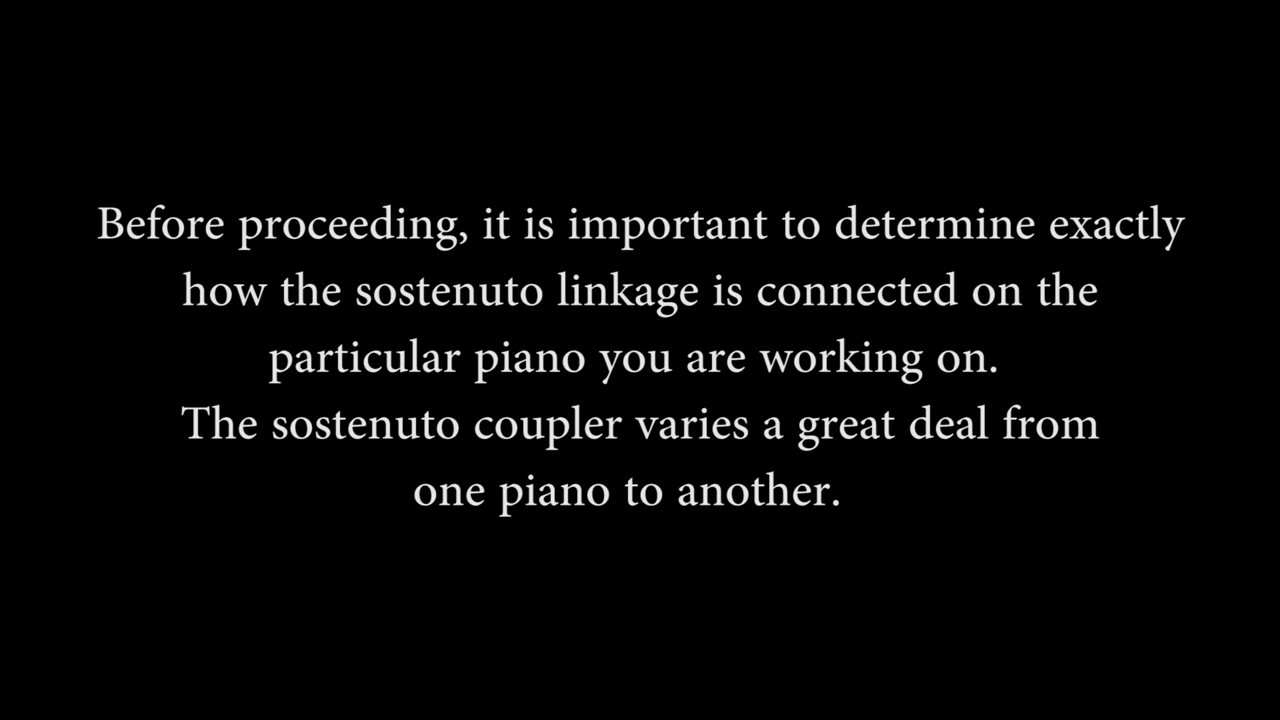 Before proceeding, it is important to determine exactly
how the sostenuto linkage is connected on the
particular piano you are working on.
The sostenuto coupler varies a great deal from
one piano to another.